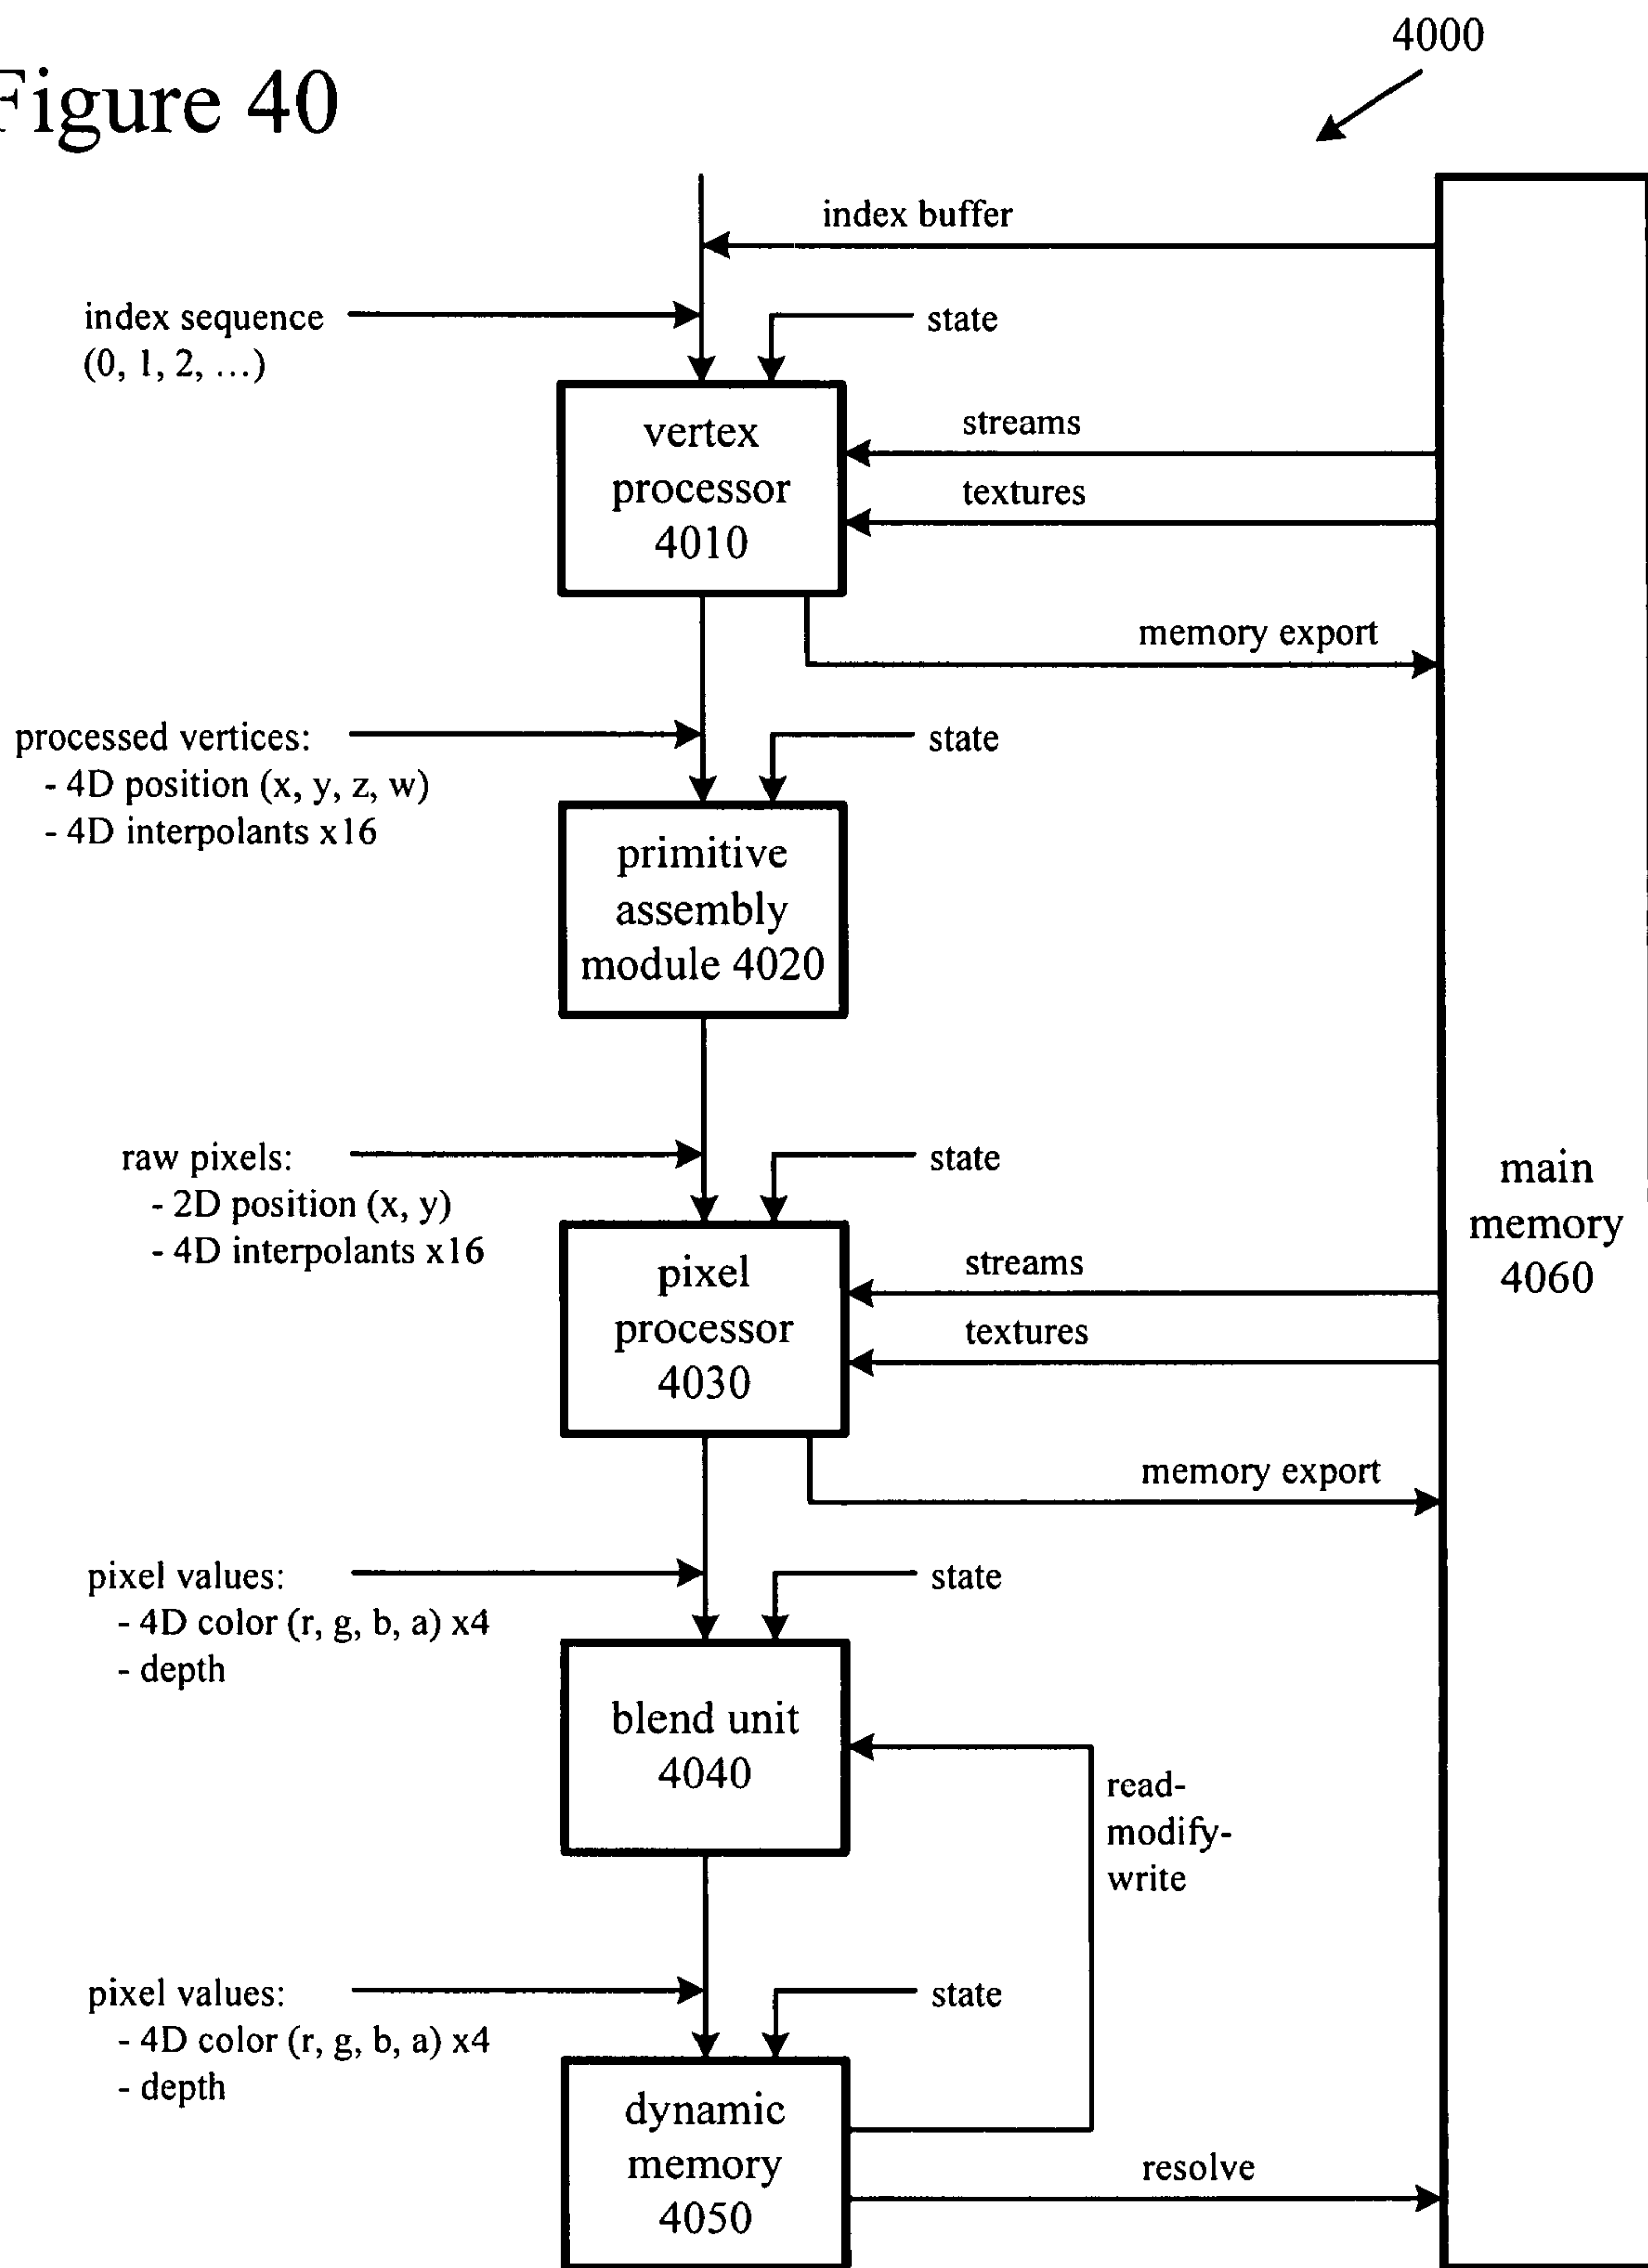 4000
Figure 40
index buffer
index sequence
(0, 1, 2, ...)
state
vertex
processor
4010
streams
textures
memory export
processed vertices:
- 4D position (x, y, z, w)
- 4D interpolants x16
state
primitive
assembly
module 4020
raw pixels:
- 2D position (x, y)
- 4D interpolants x16
state
main
memory
4060
pixel
processor
4030
streams
textures
memory export
pixel values:
- 4D color (r, g, b, a) x4
- depth
state
blend unit
4040
read-
modify-
write
pixel values:
- 4D color (r, g, b, a) x4
- depth
state
dynamic
memory
4050
resolve